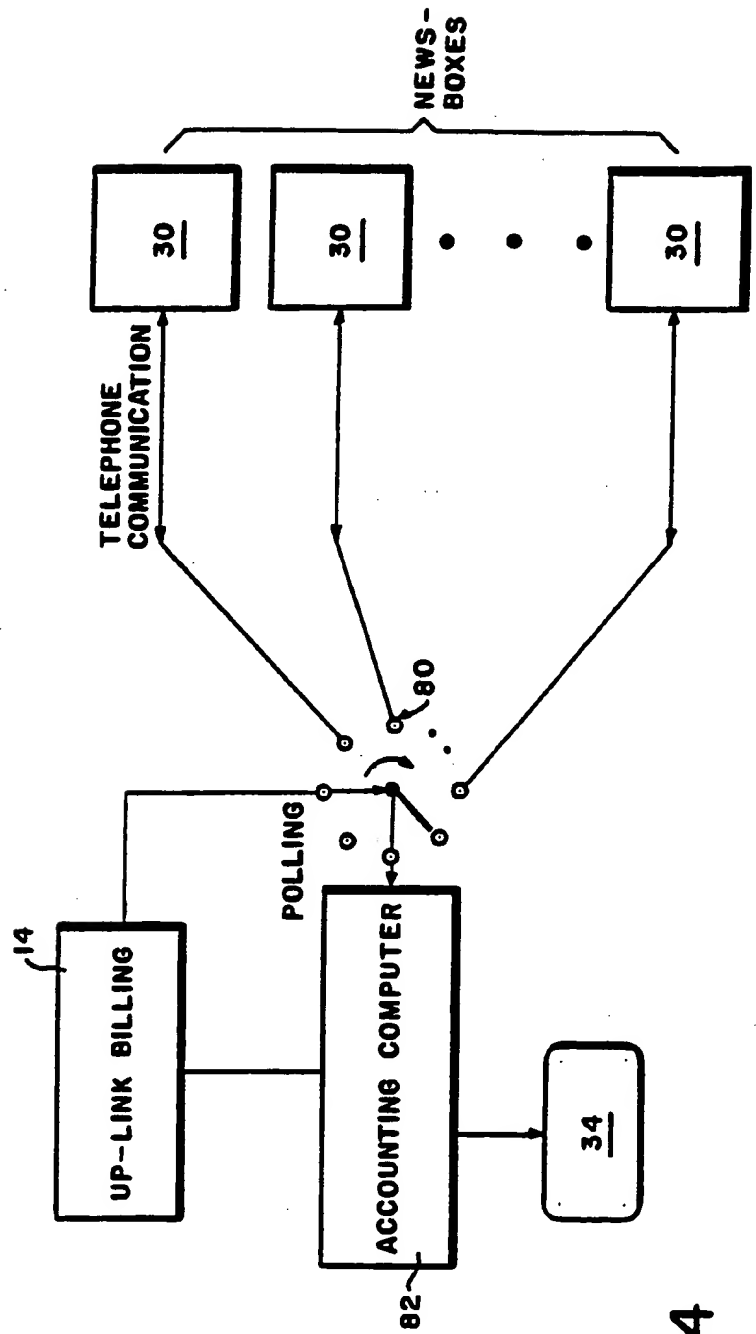 14
UP-LINK BILLING
POLLING
ACCOUNTING COMPUTER
82
34
80
TELEPHONE
COMMUNICATION
30
30
30
NEWS-
BOXES
4